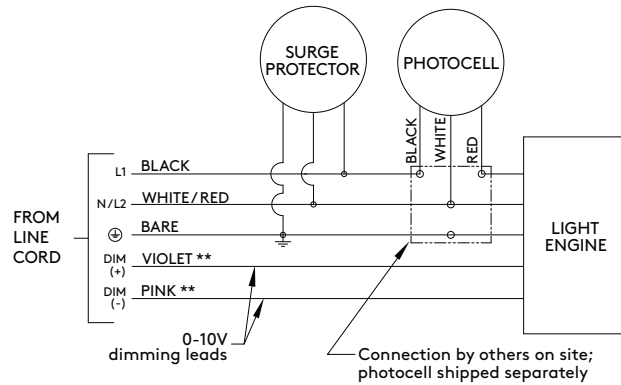 SURGE
PROTECTOR
PHOTOCELL
BLACK
WHITE
RED
L1 BLACK
N/L2 WHITE/RED
BARE
DIM
(+) VIOLET **
DIM
(-) PINK **
FROM
LINE
CORD
LIGHT
ENGINE
0-10V
dimming leads
Connection by others on site;
photocell shipped separately